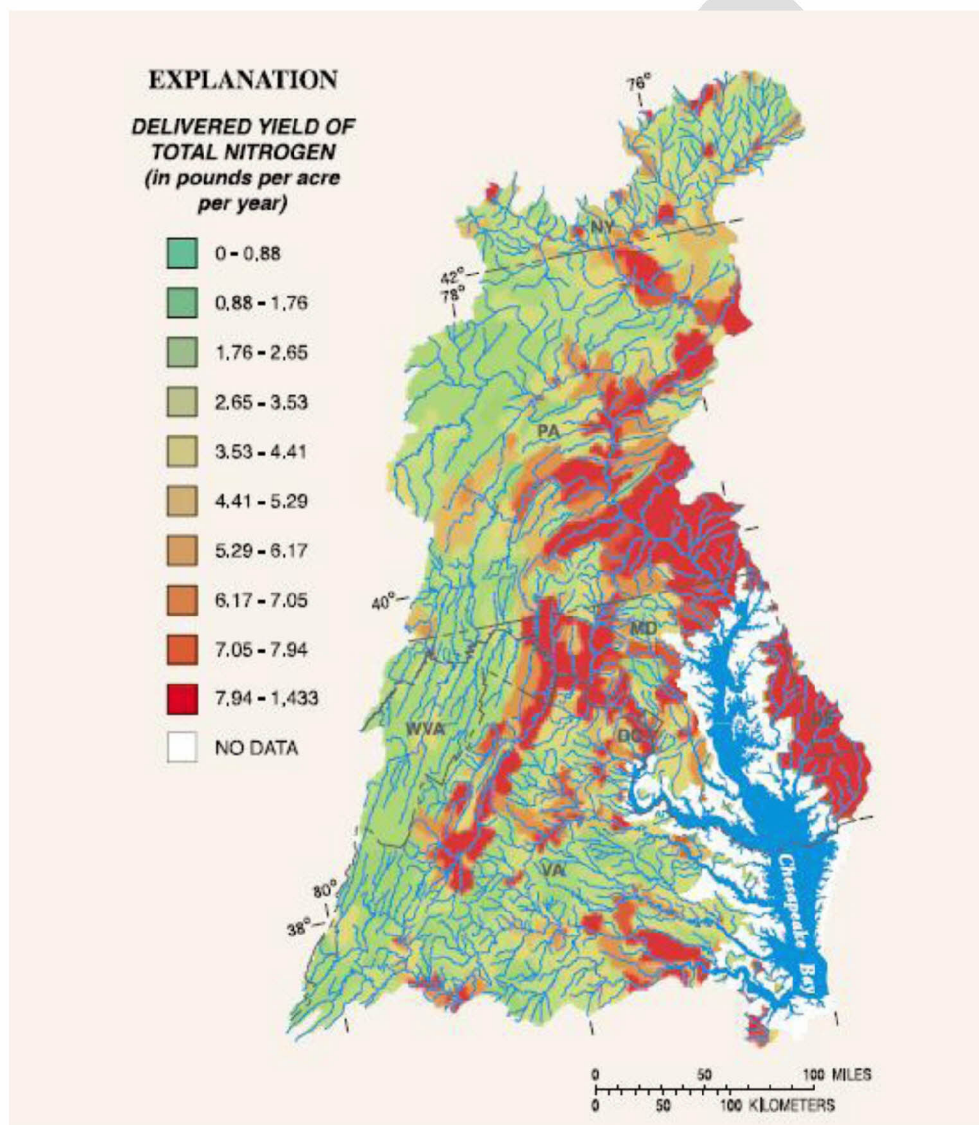 EXPLANATION
DELIVERED YIELD OF
TOTAL NITROGEN
(in pounds per acre
per year)
0 - 0.88
0.88 - 1.76
1.76 - 2.65
2.65 - 3.53
3.53 - 4.41
4.41 - 5.29
5.29 - 6.17
6.17 - 7.05
7.05 - 7.94
7.94 - 1,433
NO DATA
76°
NY
42°
78°
PA
40°
MD
WVA
DC
DE
VA
80°
38°
Chesapeake Bay
0 50 100 MILES
0 50 100 KILOMETERS